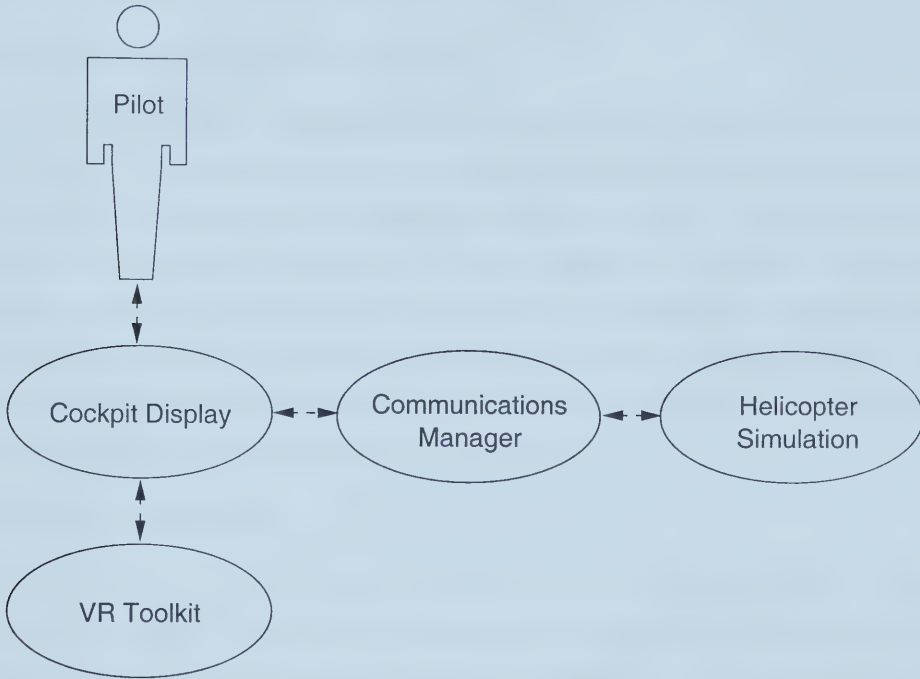 Pilot
Cockpit Display
Communications
Manager
Helicopter
Simulation
VR Toolkit